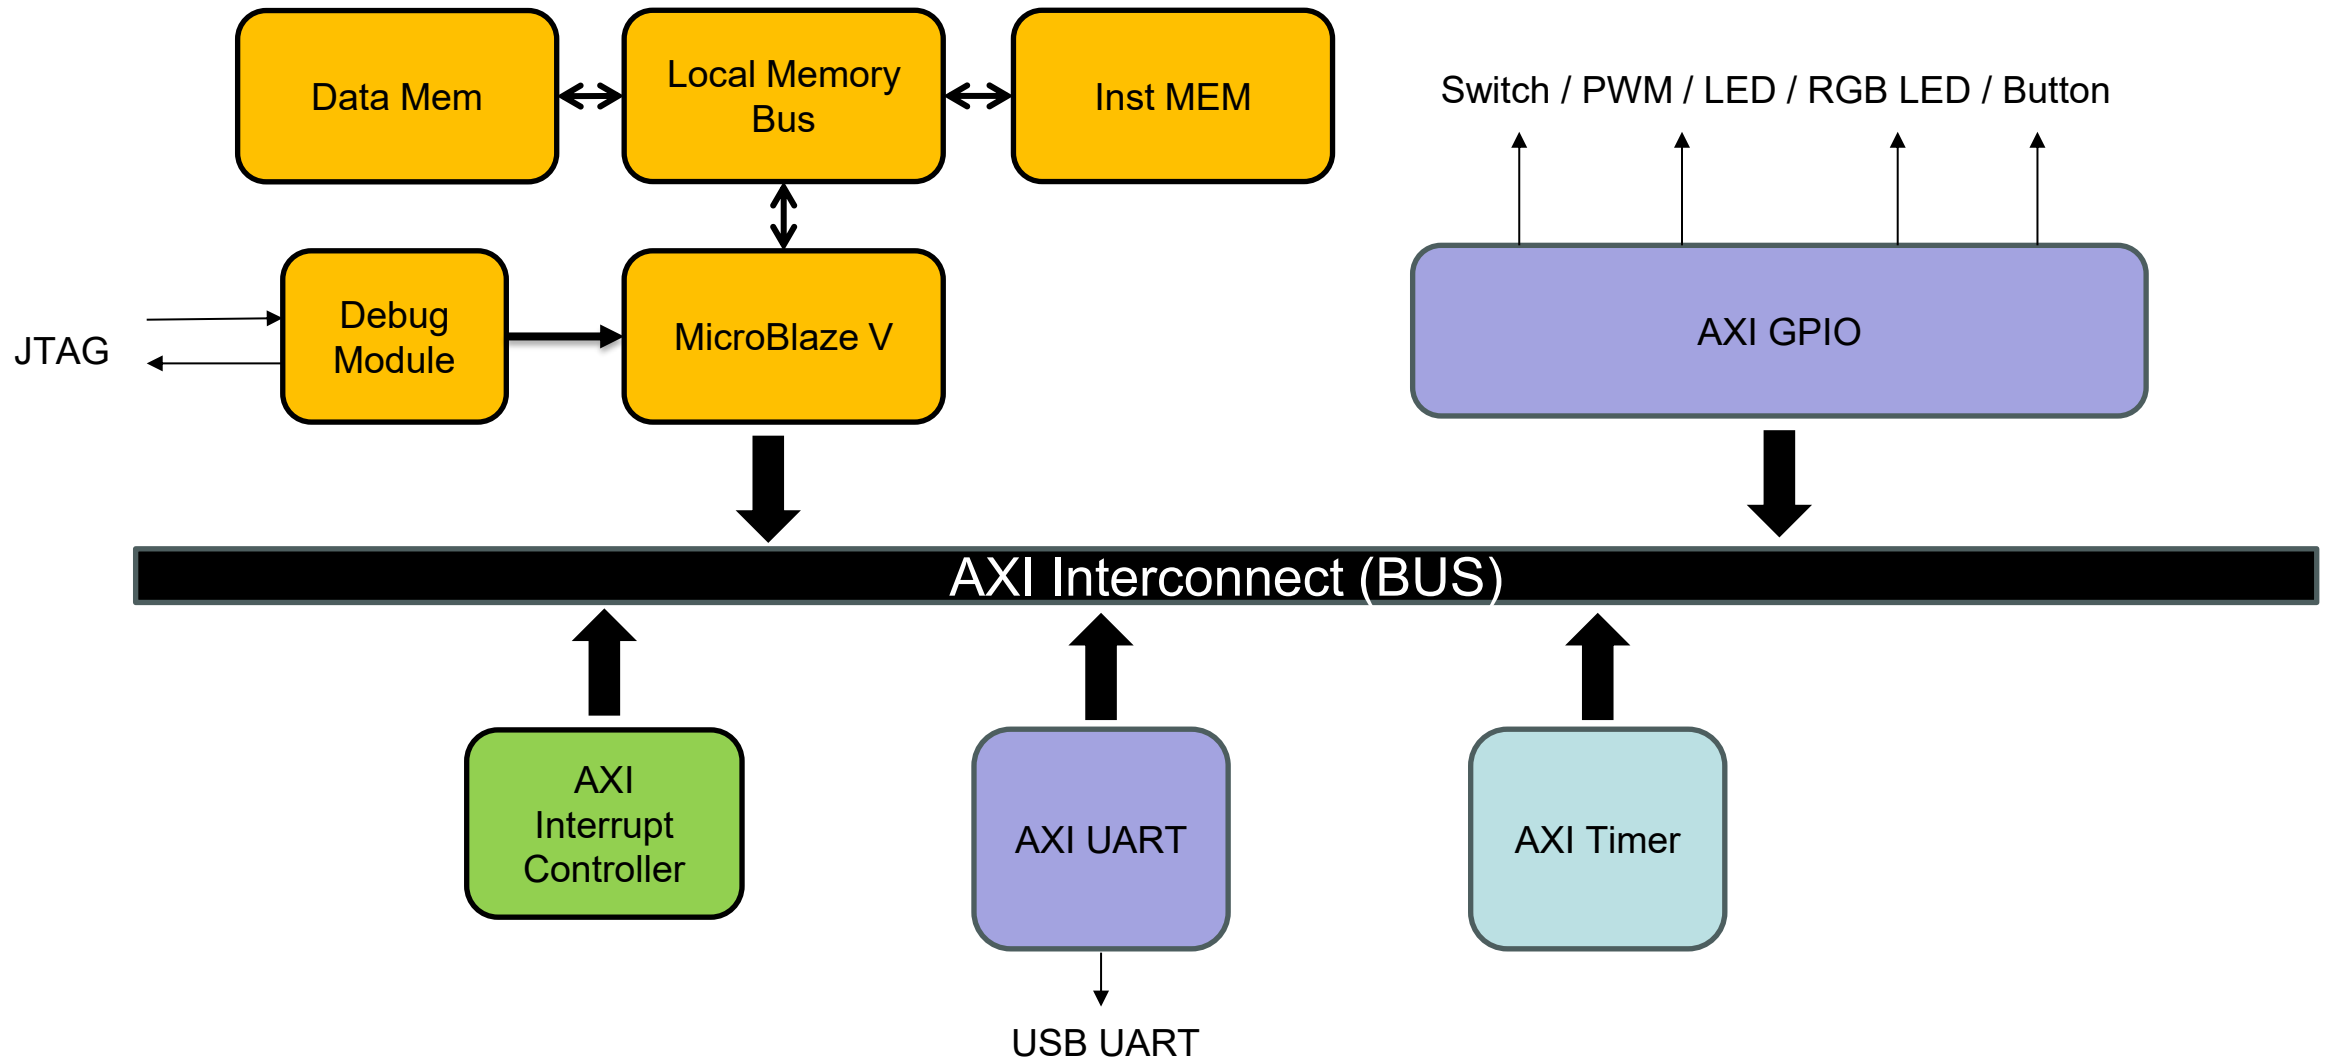 Data Mem
Local Memory
Bus
Inst MEM
Switch / PWM / LED / RGB LED / Button
JTAG
Debug
Module
MicroBlaze V
AXI GPIO
AXI Interconnect (BUS)
AXI
Interrupt
Controller
AXI UART
AXI Timer
USB UART